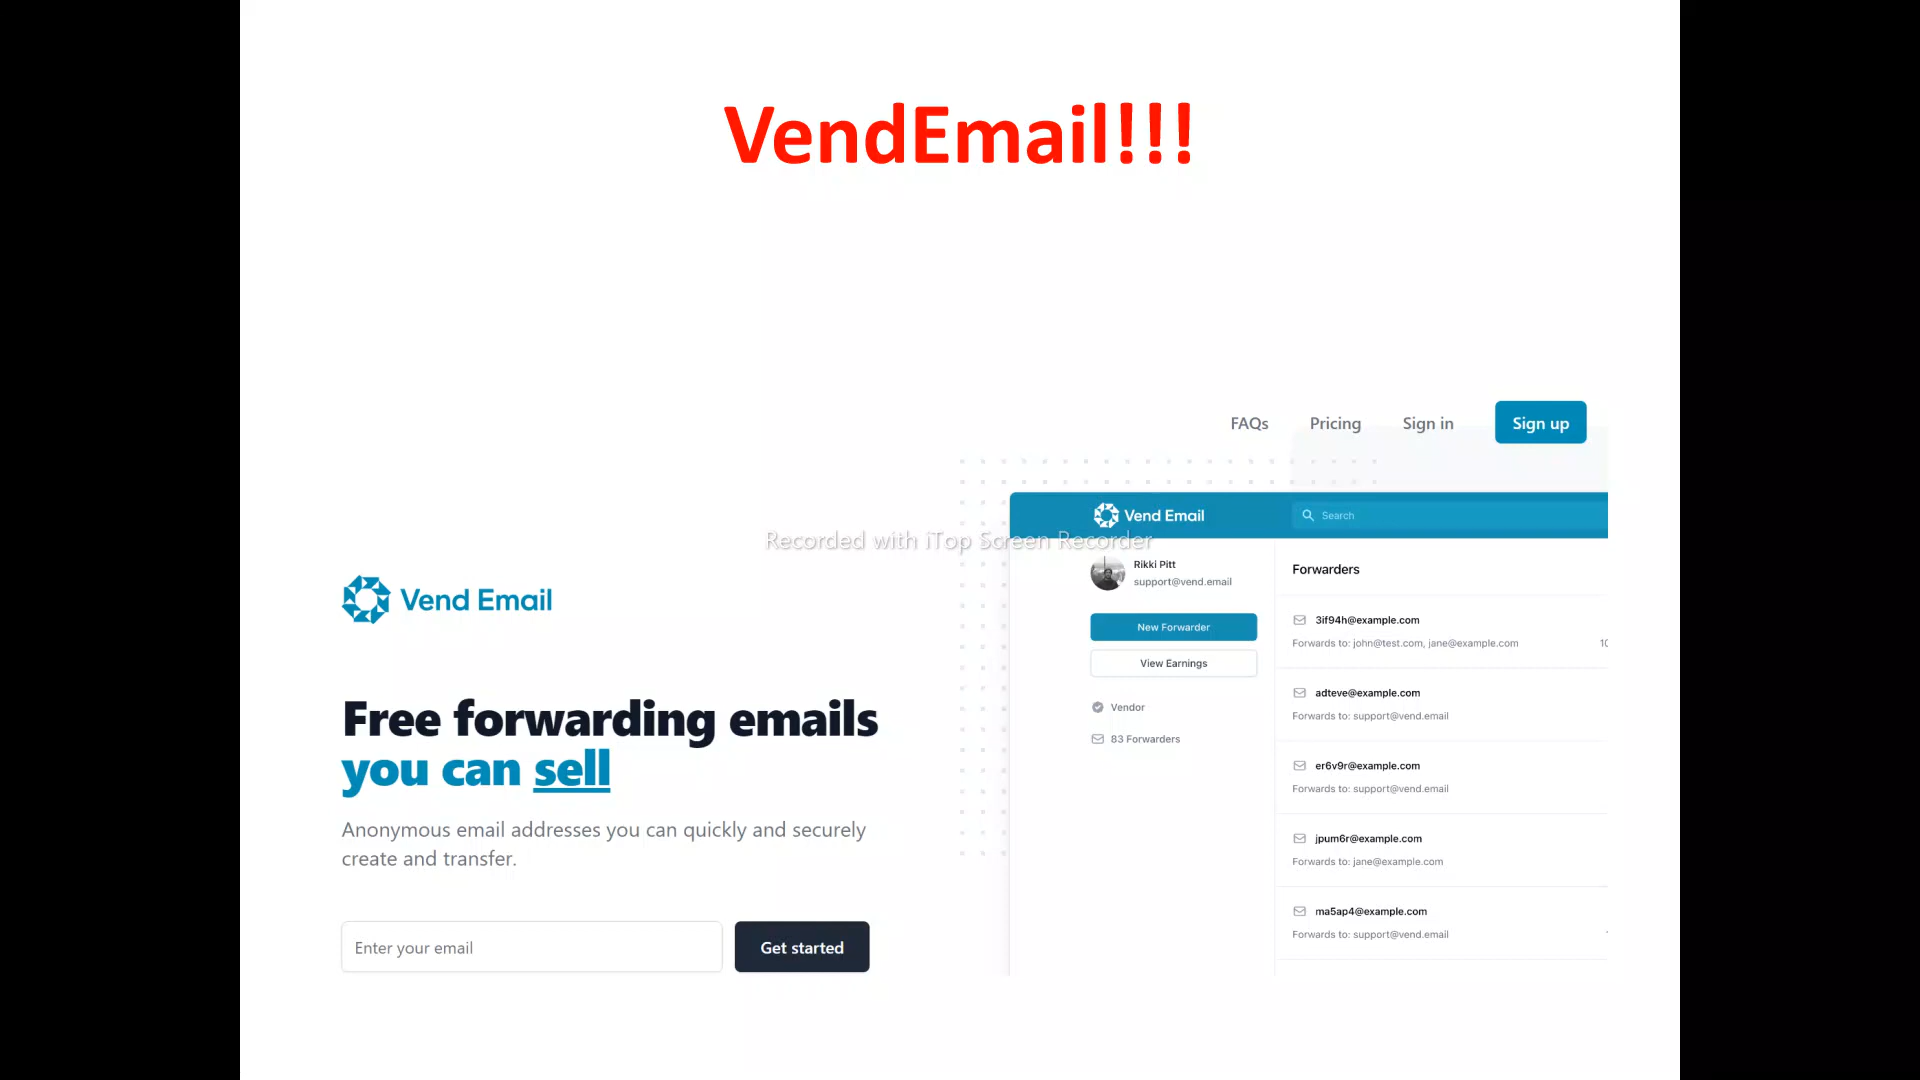 VendEmail!!!
FAQs
Pricing
Sign in
Sign up
Vend Email
Search
Recorded with iTop Screen Recorder
Rikki Pitt
support@vend.email
New Forwarder
View Earnings
Vendor
83 Forwarders
Forwarders
3if94h@example.com
Forwards to: john@test.com, jane@example.com
10
adteve@example.com
Forwards to: support@vend.email
er6v9r@example.com
Forwards to: support@vend.email
jpum6r@example.com
Forwards to: jane@example.com
ma5ap4@example.com
Forwards to: support@vend.email
Vend Email
Free forwarding emails
you can sell
Anonymous email addresses you can quickly and securely
create and transfer.
Enter your email
Get started